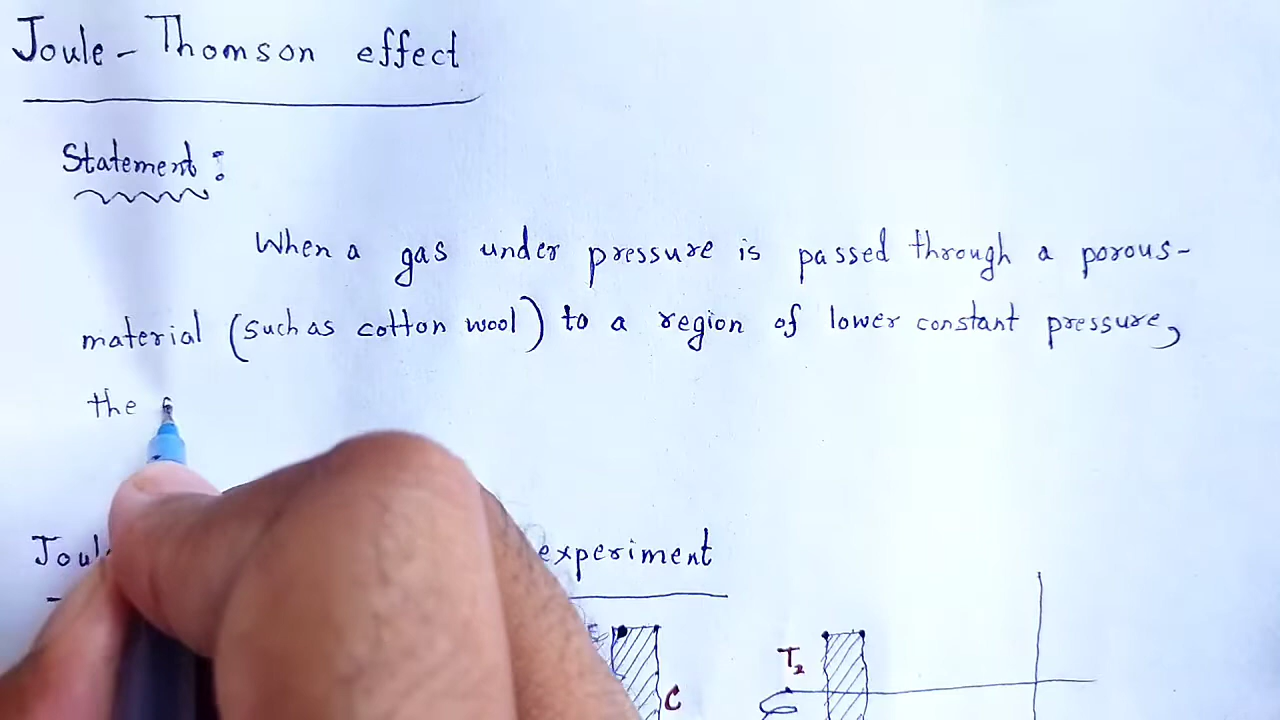 Joule - Thomson effect
Statement :
When a gas under pressure is passed through a porous-
material (such as cotton wool) to a region of lower constant pressure,
the
experiment
T2
C